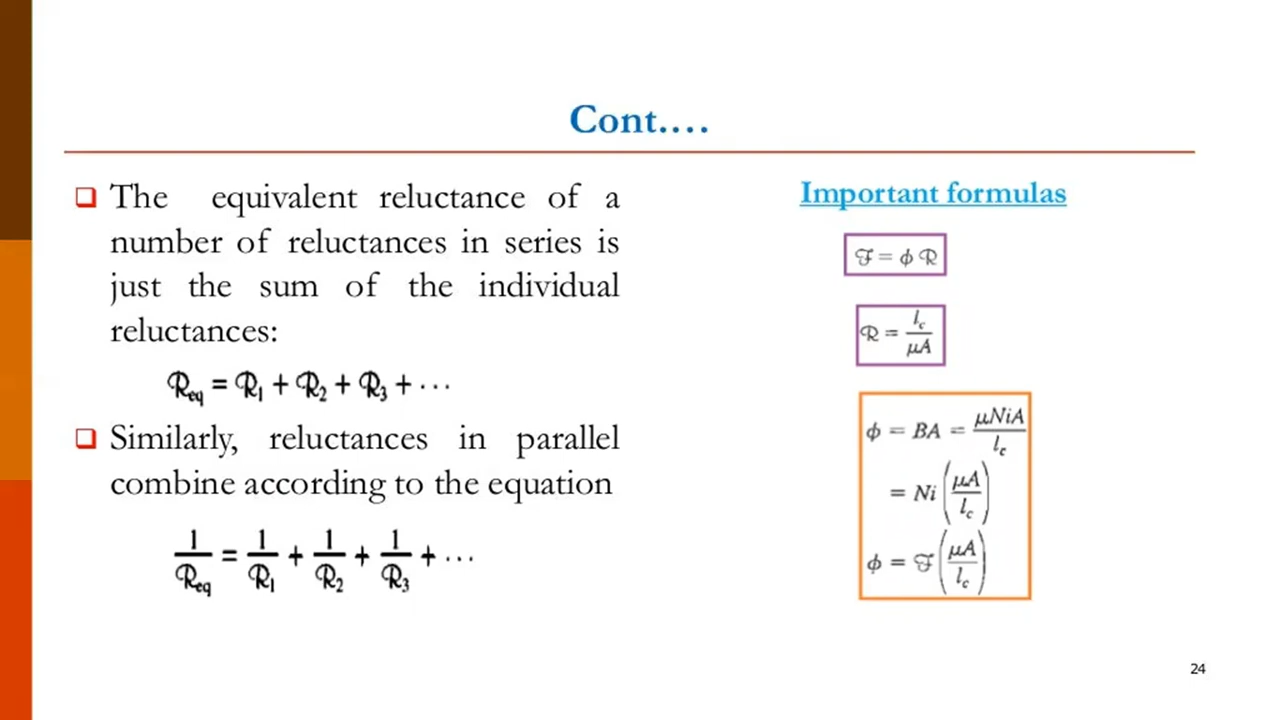 Cont.…
❑ The equivalent reluctance of a
number of reluctances in series is
just the sum of the individual
reluctances:
ℛeq = ℛ1 + ℛ2 + ℛ3 + ···
❑ Similarly, reluctances in parallel
combine according to the equation
1/ℛeq = 1/ℛ1 + 1/ℛ2 + 1/ℛ3 + ···
Important formulas
ℱ = ϕ ℛ
ℛ = lc/μA
ϕ = BA = μNiA/lc
= Ni (μA/lc)
ϕ = ℱ (μA/lc)
24